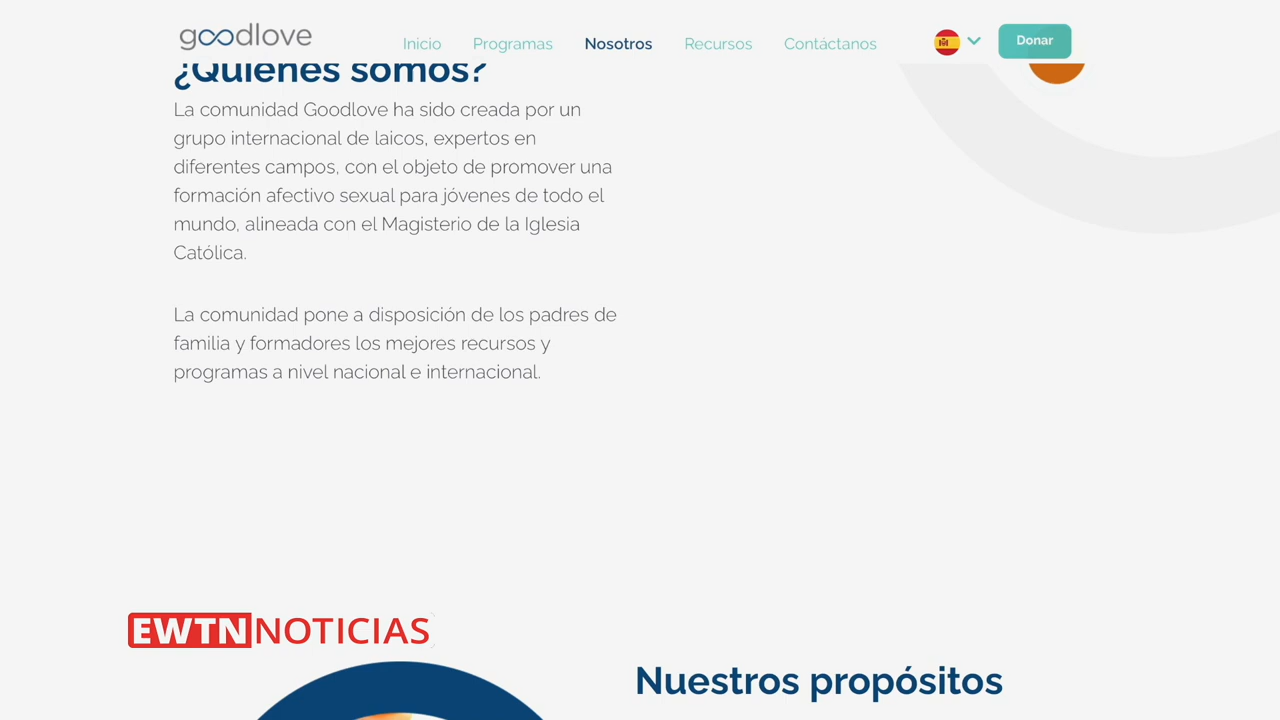 goodlove
Inicio
Programas
Nosotros
Recursos
Contáctanos
Donar
¿Quiénes somos?
La comunidad Goodlove ha sido creada por un
grupo internacional de laicos, expertos en
diferentes campos, con el objeto de promover una
formación afectivo sexual para jóvenes de todo el
mundo, alineada con el Magisterio de la Iglesia
Católica.
La comunidad pone a disposición de los padres de
familia y formadores los mejores recursos y
programas a nivel nacional e internacional.
EWTN NOTICIAS
Nuestros propósitos